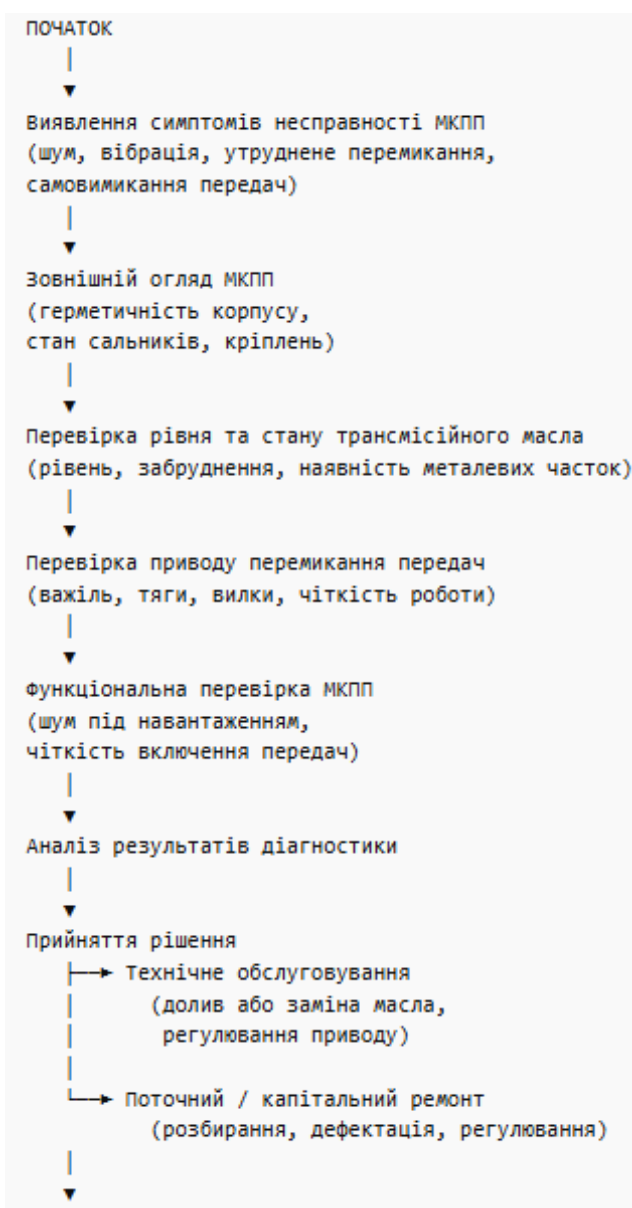 ПОЧАТОК
Виявлення симптомів несправності МКПП
(шум, вібрація, утруднене перемикання,
самовимикання передач)
Зовнішній огляд МКПП
(герметичність корпусу,
стан сальників, кріплень)
Перевірка рівня та стану трансмісійного масла
(рівень, забруднення, наявність металевих часток)
Перевірка приводу перемикання передач
(важіль, тяги, вилки, чіткість роботи)
Функціональна перевірка МКПП
(шум під навантаженням,
чіткість включення передач)
Аналіз результатів діагностики
Прийняття рішення
Технічне обслуговування
(долив або заміна масла,
регулювання приводу)
Поточний / капітальний ремонт
(розбирання, дефектація, регулювання)